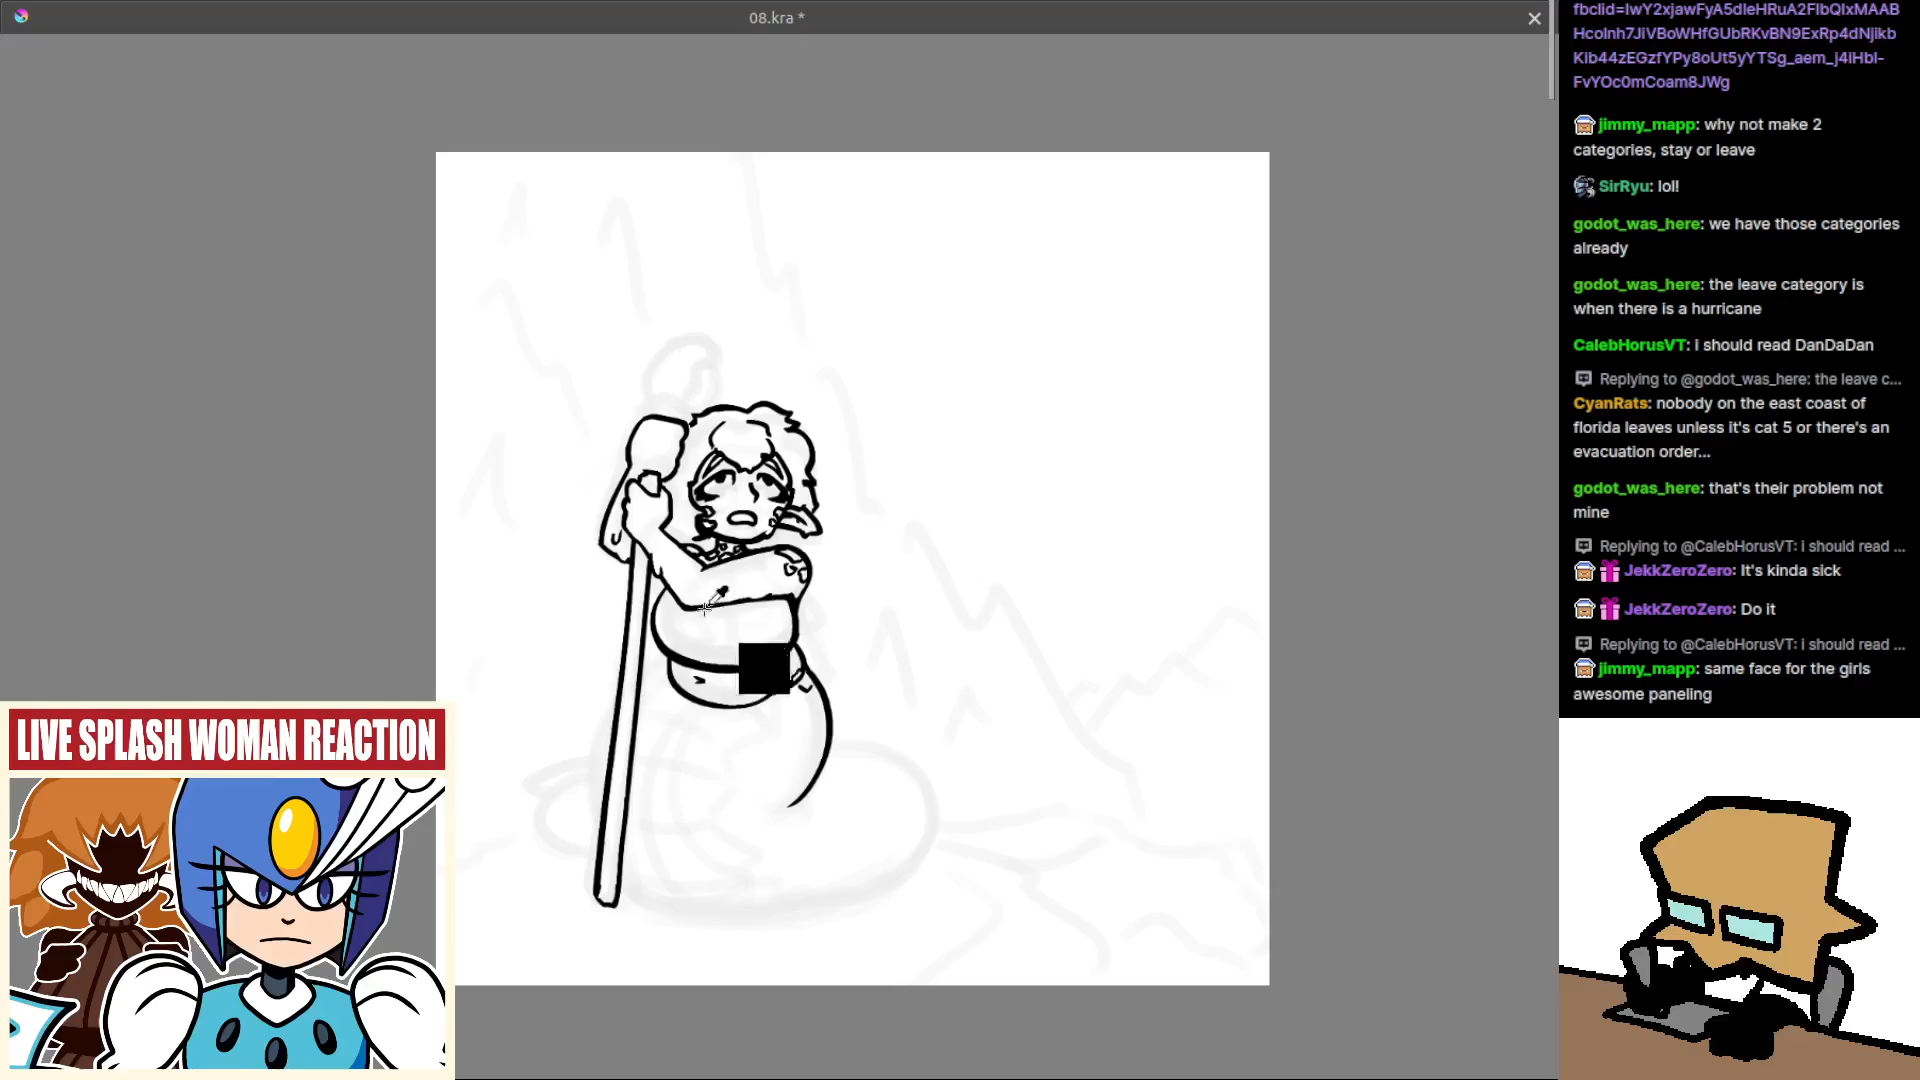 08.kra *
fbclid=IwY2xjawFyA5dleHRuA2FlbQIxMAAB
HcoInh7JiVBoWHfGUbRKvBN9ExRp4dNjikb
Kib44zEGzfYPy8oUt5yYTSg_aem_j4lHbl-
FvYOc0mCoam8JWg
jimmy_mapp: why not make 2
categories, stay or leave
SirRyu: lol!
godot_was_here: we have those categories
already
godot_was_here: the leave category is
when there is a hurricane
CalebHorusVT: i should read DanDaDan
Replying to @godot_was_here: the leave c...
CyanRats: nobody on the east coast of
florida leaves unless it's cat 5 or there's an
evacuation order...
godot_was_here: that's their problem not
mine
Replying to @CalebHorusVT: i should read ...
JekkZeroZero: It's kinda sick
JekkZeroZero: Do it
Replying to @CalebHorusVT: i should read ...
jimmy_mapp: same face for the girls
awesome paneling
LIVE SPLASH WOMAN REACTION